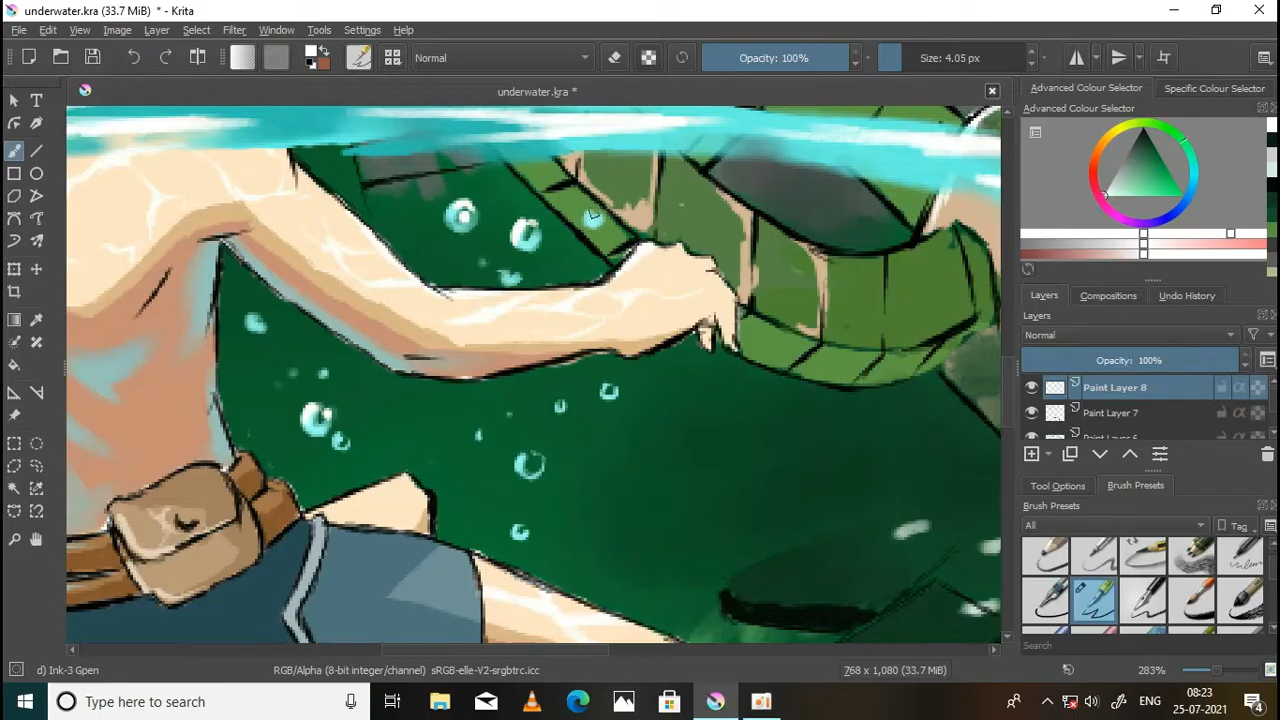 underwater.kra (33.7 MiB) * - Krita
File Edit View Image Layer Select Filter Tools Settings Window Help
Normal
Opacity: 100%
Size: 4.05 px
underwater.kra *
Advanced Colour Selector
Specific Colour Selector
Advanced Colour Selector
Layers
Compositions
Undo History
Layers
Normal
Opacity: 100%
Paint Layer 8
Paint Layer 7
Paint Layer 6
Tool Options
Brush Presets
Brush Presets
All
Tag
Search
d) Ink-3 Gpen
RGB/Alpha (8-bit integer/channel) sRGB-elle-V2-srgbtrc.icc
768 x 1,080 (33.7 MiB)
283%
Type here to search
ENG
08:23
25-07-2021
4